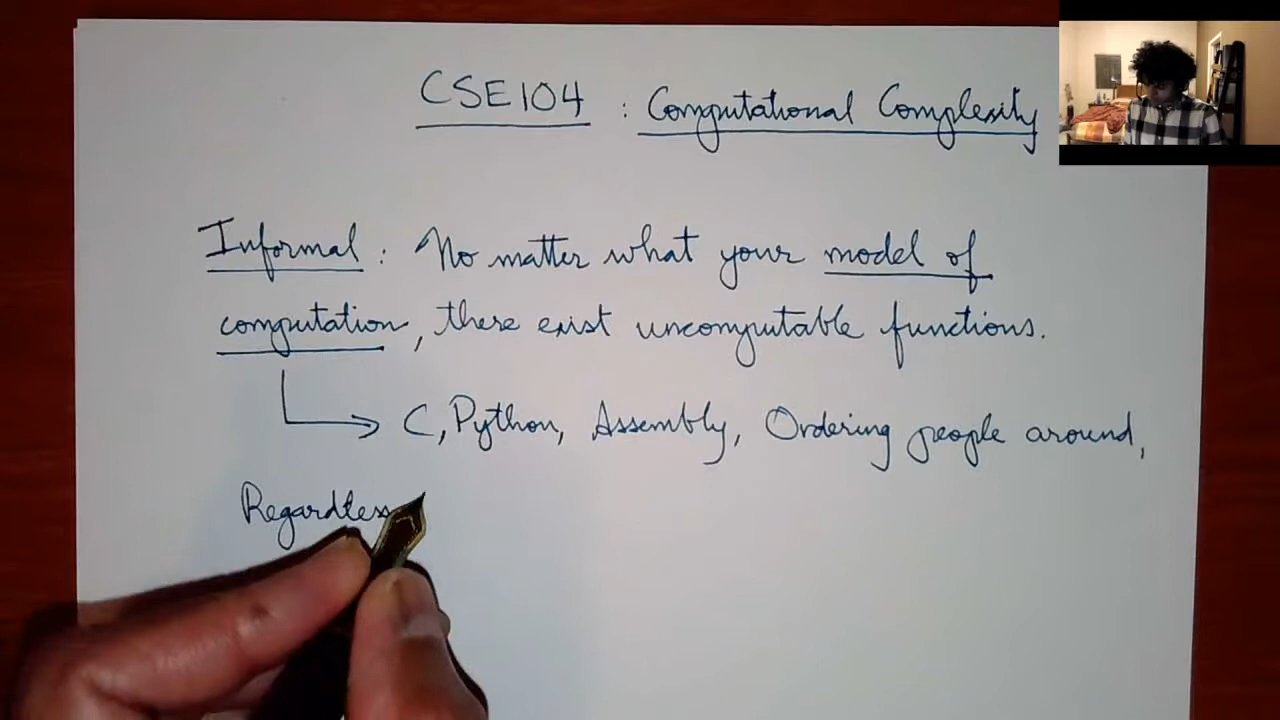 CSE104 : Computational Complexity
Informal : No matter what your model of
computation, there exist uncomputable functions.
C, Python, Assembly, Ordering people around,
Regardless